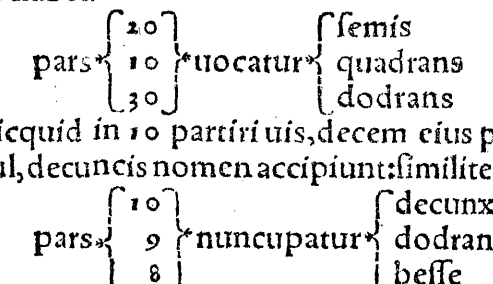 20 ſemis
pars 10 uocatur quadrans
30 dodrans
icquid in 10 partiri uis, decem eius p
ul, decuncis nomen accipiunt: ſimilite
10 decunx
pars 9 nuncupatur dodran
8 beſſe